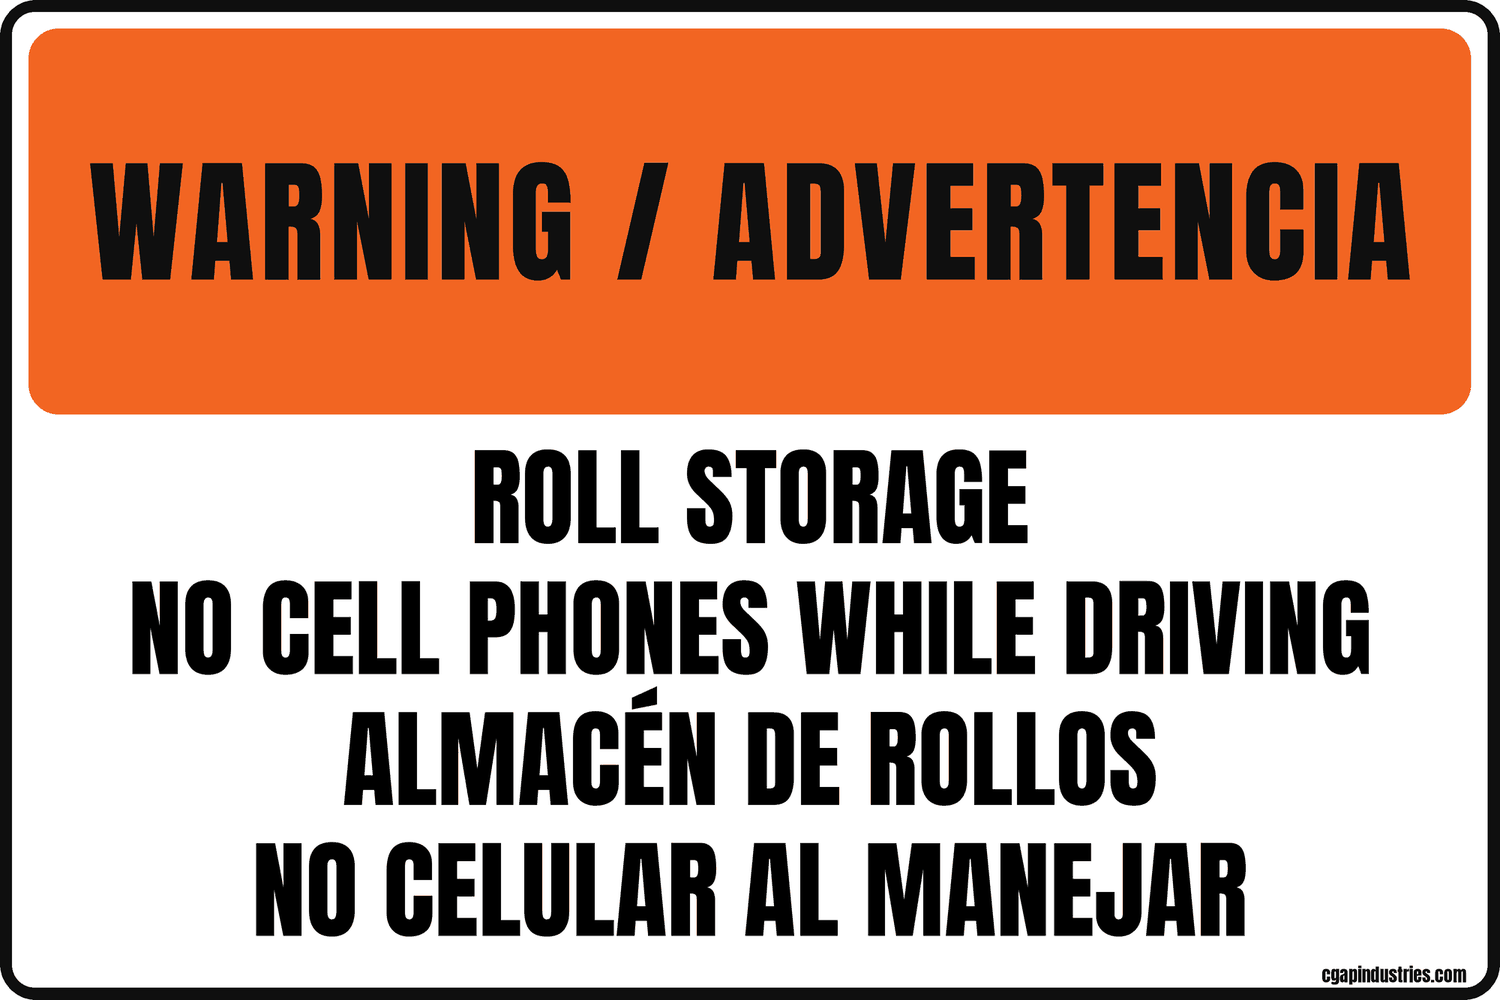 WARNING / ADVERTENCIA
ROLL STORAGE
NO CELL PHONES WHILE DRIVING
ALMACÉN DE ROLLOS
NO CELULAR AL MANEJAR
cgapindustries.com